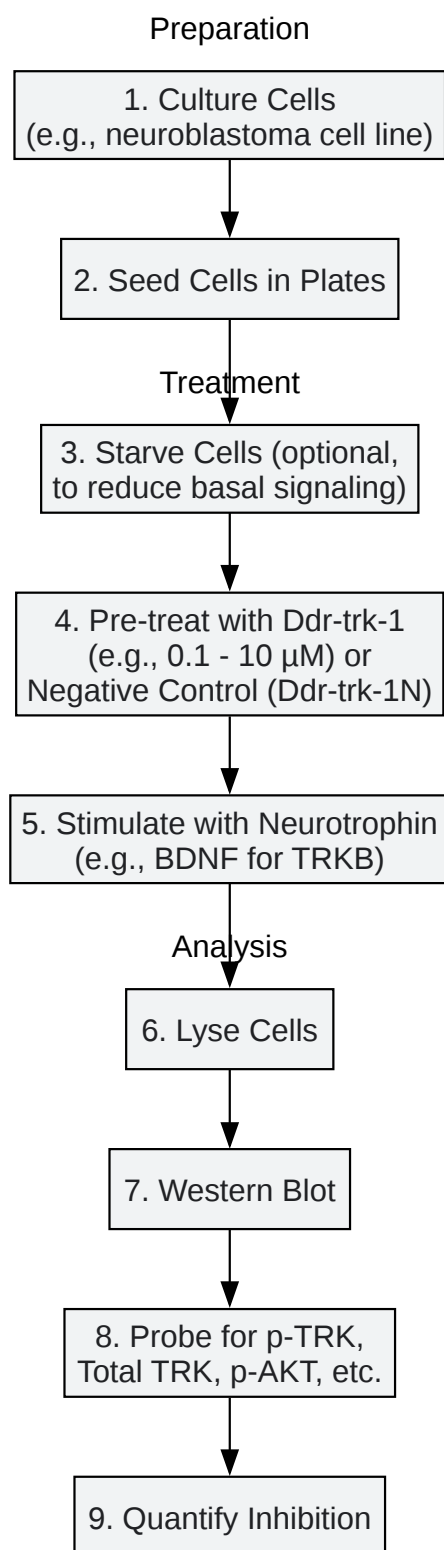 Preparation
1. Culture Cells
(e.g., neuroblastoma cell line)
2. Seed Cells in Plates
Treatment
3. Starve Cells (optional,
to reduce basal signaling)
4. Pre-treat with Ddr-trk-1
(e.g., 0.1 - 10 µM) or
Negative Control (Ddr-trk-1N)
5. Stimulate with Neurotrophin
(e.g., BDNF for TRKB)
Analysis
6. Lyse Cells
7. Western Blot
8. Probe for p-TRK,
Total TRK, p-AKT, etc.
9. Quantify Inhibition